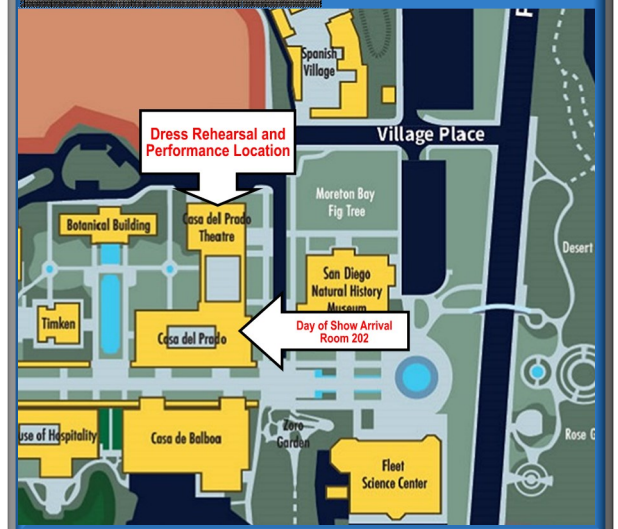 Spanish
Village
Dress Rehearsal and
Performance Location
Village Place
Moreton Bay
Fig Tree
Botanical Building
Casa del Prado
Theatre
Desert
San Diego
Natural History
Museum
Timken
Casa del Prado
Day of Show Arrival
Room 202
use of Hospitality
Casa de Balboa
Zoro
Garden
Rose G
Fleet
Science Center